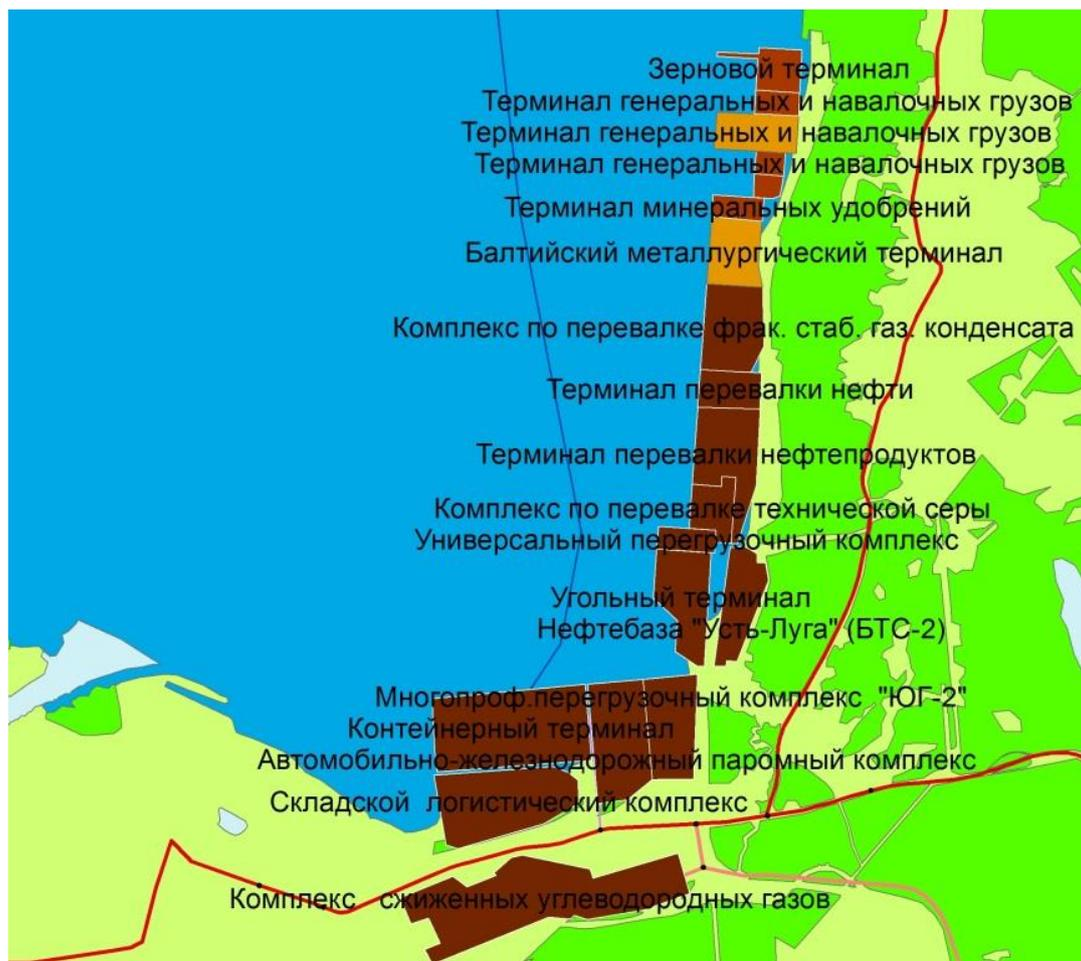 Зерновой терминал
Терминал генеральных и навалочных грузов
Терминал генеральных и навалочных грузов
Терминал генеральных и навалочных грузов
Терминал минеральных удобрений
Балтийский металлургический терминал
Комплекс по перевалке фрак. стаб. газ. конденсата
Терминал перевалки нефти
Терминал перевалки нефтепродуктов
Комплекс по перевалке технической серы
Универсальный перегрузочный комплекс
Угольный терминал
Нефтебаза "Усть-Луга" (БТС-2)
Многопроф.перегрузочный комплекс "ЮГ-2"
Контейнерный терминал
Автомобильно-железнодорожный паромный комплекс
Складской логистический комплекс
Комплекс сжиженных углеводородных газов